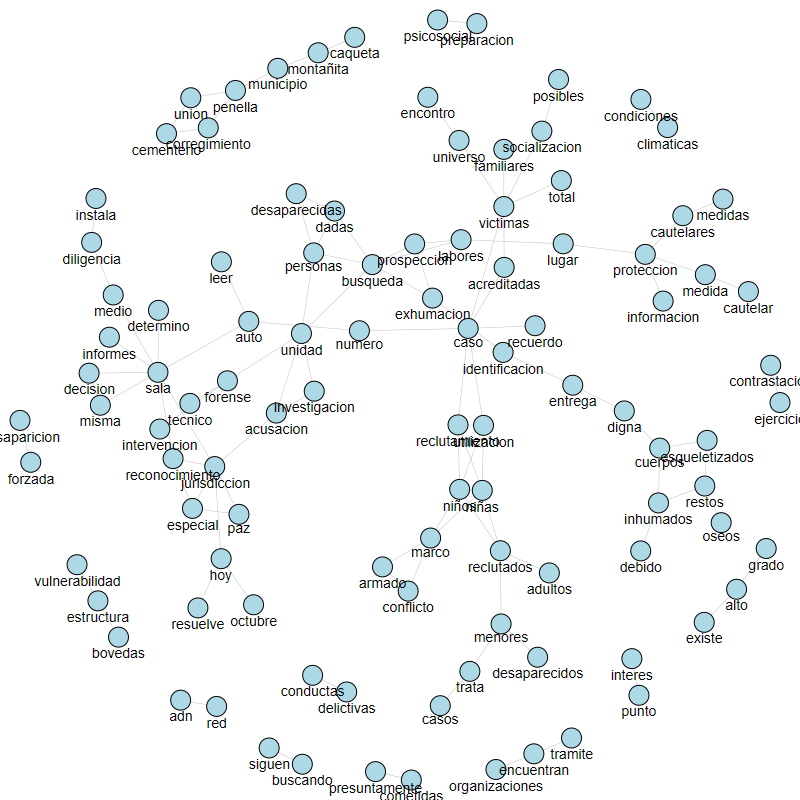 psicosocial
preparacion
caqueta
montañita
municipio
penella
union
corregimiento
cementerio
posibles
encontro
condiciones
climaticas
socializacion
universo
familiares
total
instala
desaparecidas
dadas
victimas
cautelares
medidas
diligencia
leer
personas
busqueda
prospeccion
labores
lugar
acreditadas
proteccion
medio
determino
exhumacion
informacion
medida
cautelar
informes
auto
unidad
numero
caso
recuerdo
identificacion
decision
sala
forense
investigacion
entrega
contrastacio
misma
tecnico
acusacion
digna
ejercicio
saparicion
intervencion
reclutamiento
utilizacion
cuerpos
esqueletizados
forzada
reconocimiento
jurisdiccion
niños
niñas
restos
especial
paz
inhumados
oseos
vulnerabilidad
hoy
marco
reclutados
debido
grado
estructura
resuelve
octubre
armado
conflicto
adultos
alto
bovedas
menores
existe
desaparecidos
interes
conductas
delictivas
trata
punto
adn
red
casos
siguen
buscando
presuntamente
cometidas
organizaciones
encuentran
tramite